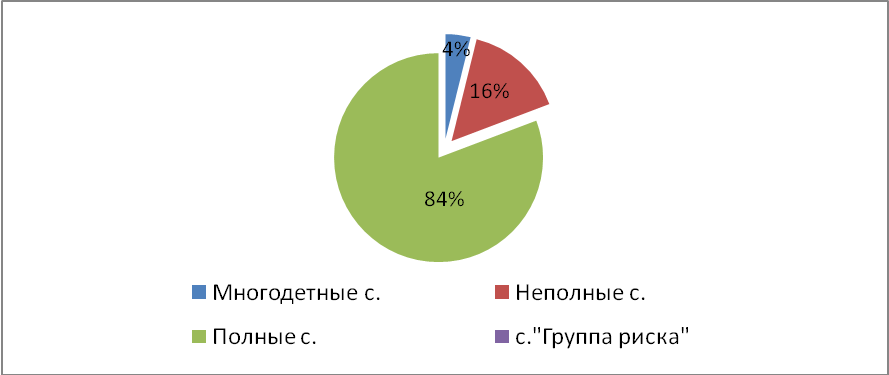 4%
16%
84%
Многодетные с.
Неполные с.
Полные с.
с."Группа риска"